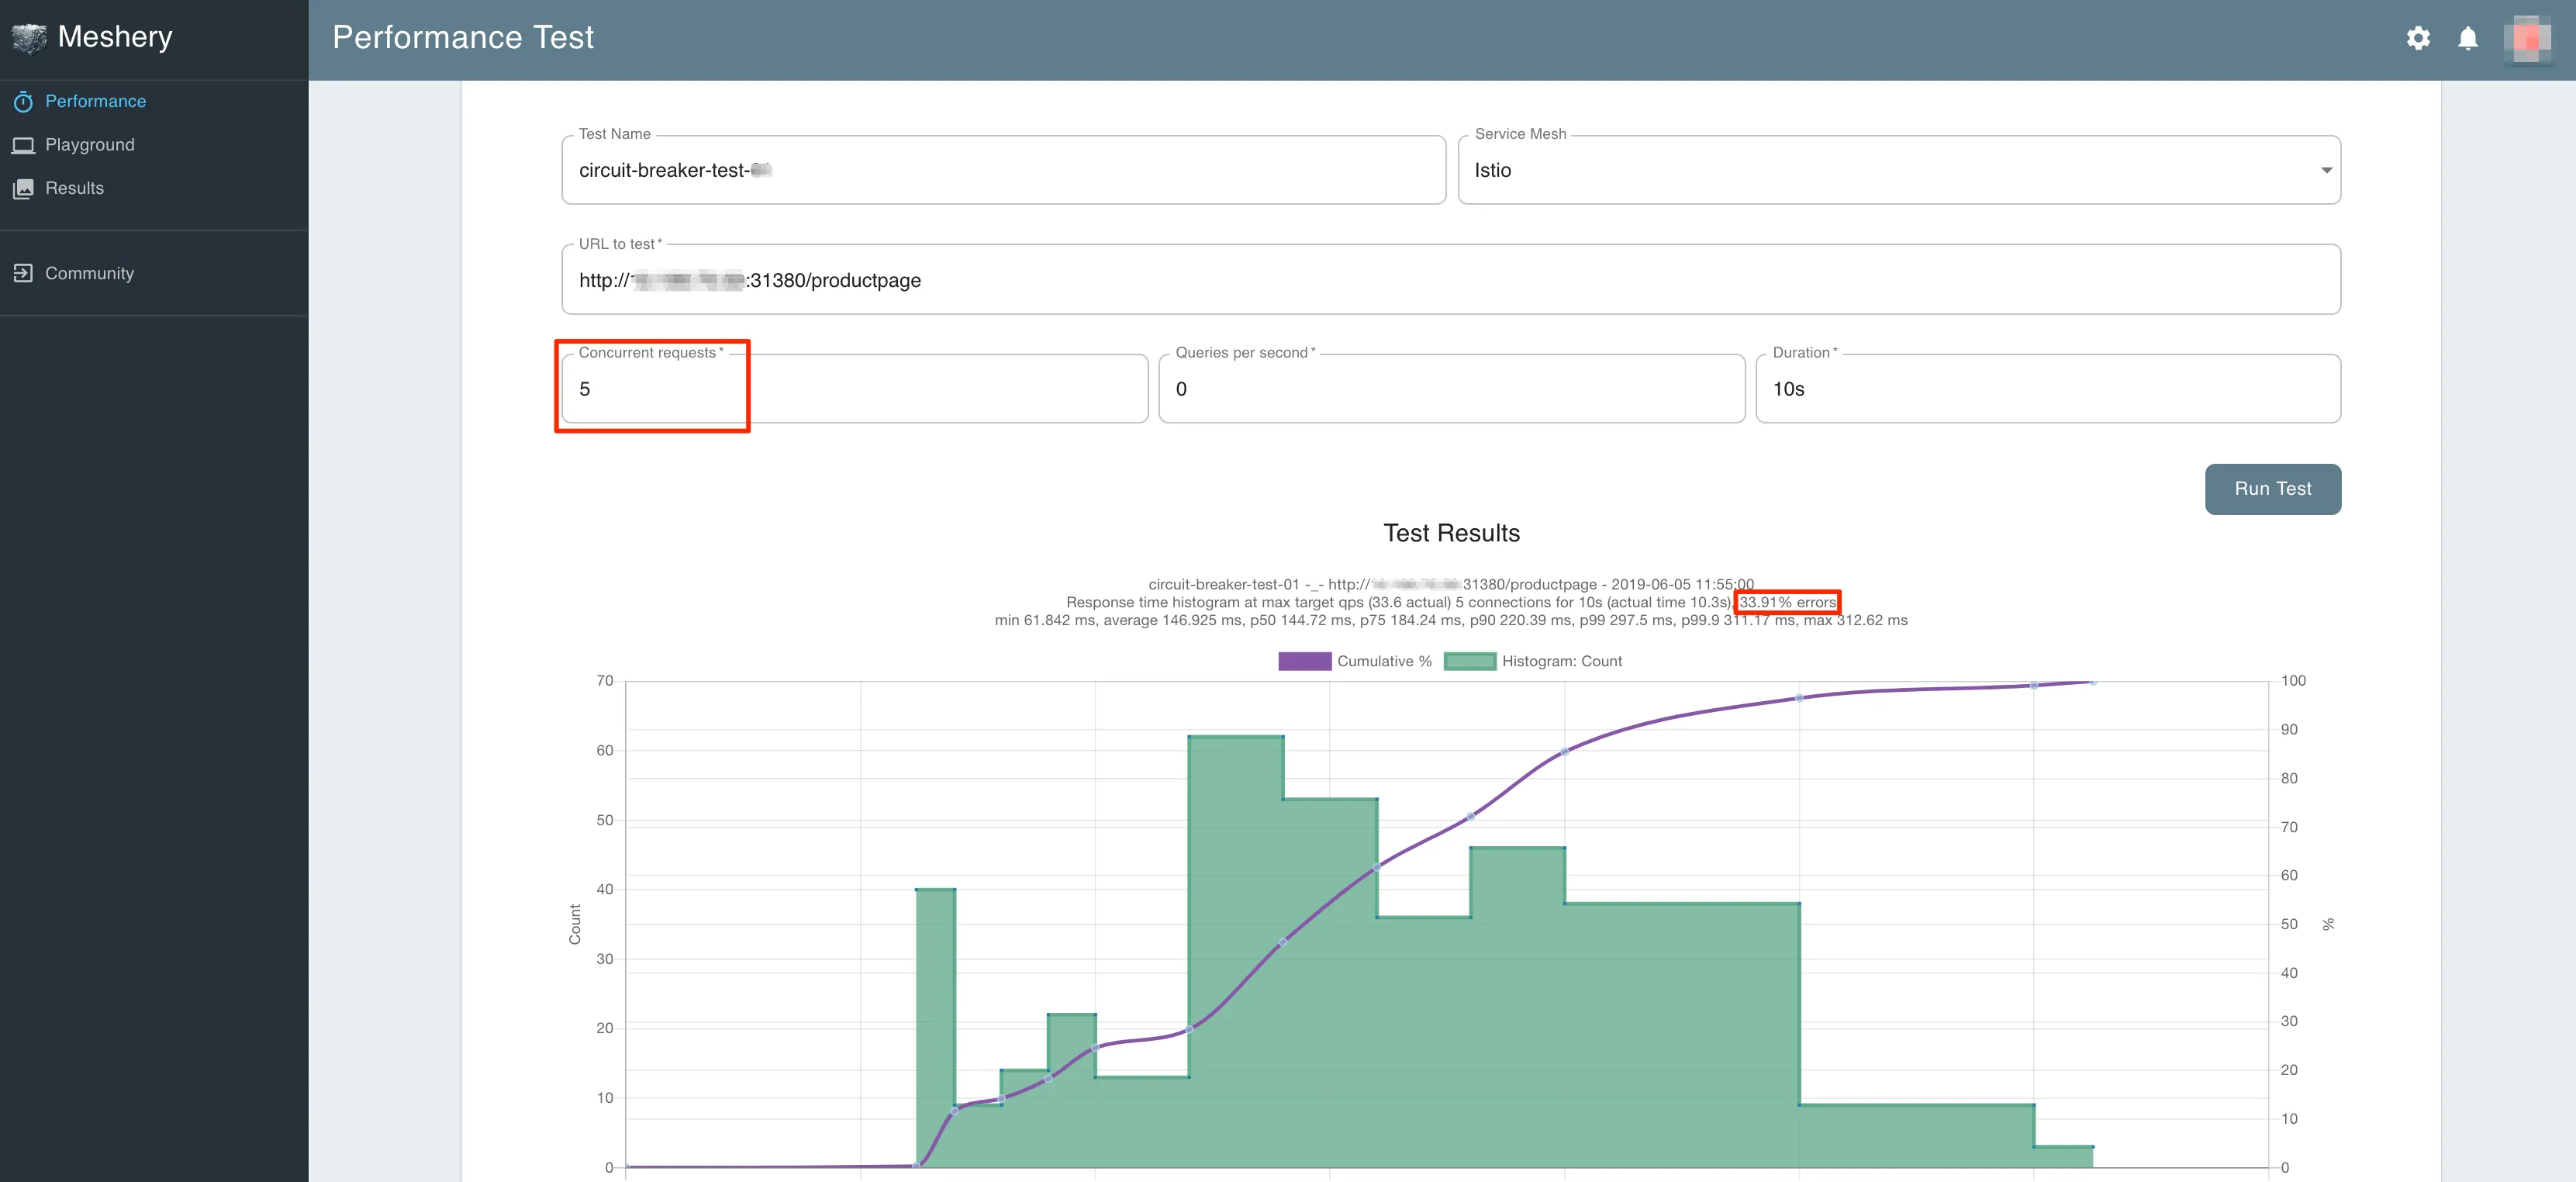 Meshery
Performance Test
Performance
Playground
Results
Community
Test Name
circuit-breaker-test-
Service Mesh
Istio
URL to test *
http:// :31380/productpage
Concurrent requests *
5
Queries per second *
0
Duration *
10s
Run Test
Test Results
circuit-breaker-test-01 -_- http:// 31380/productpage - 2019-06-05 11:55:00
Response time histogram at max target qps (33.6 actual) 5 connections for 10s (actual time 10.3s), 33.91% errors
min 61.842 ms, average 146.925 ms, p50 144.72 ms, p75 184.24 ms, p90 220.39 ms, p99 297.5 ms, p99.9 311.17 ms, max 312.62 ms
Cumulative %
Histogram: Count
70
60
50
40
30
20
10
0
Count
100
90
80
70
60
50
40
30
20
10
0
%